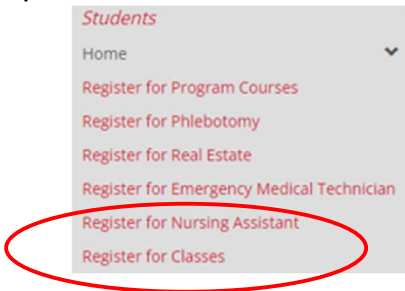 Students
Home
Register for Program Courses
Register for Phlebotomy
Register for Real Estate
Register for Emergency Medical Technician
Register for Nursing Assistant
Register for Classes